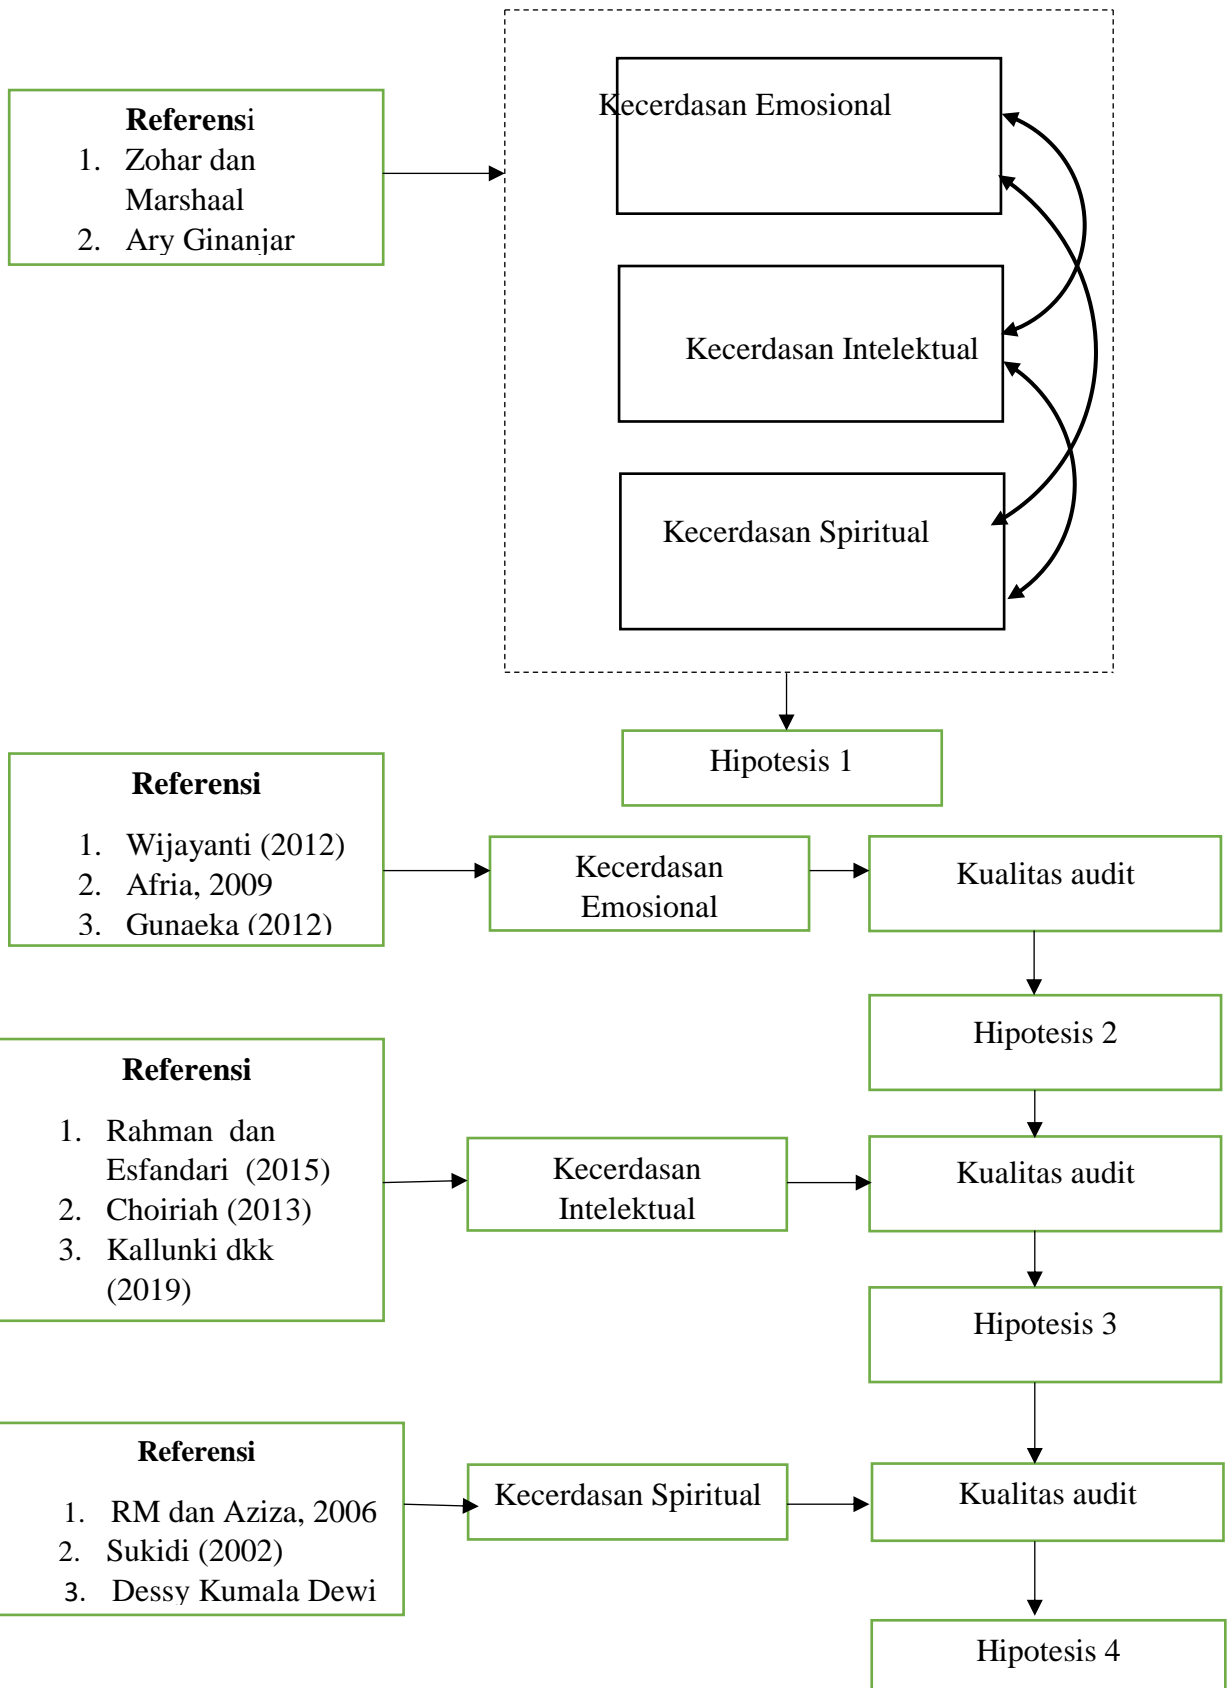 Kecerdasan Emosional
Referensi
1. Zohar dan
Marshaal
2. Ary Ginanjar
Kecerdasan Intelektual
Kecerdasan Spiritual
Hipotesis 1
Referensi
1. Wijayanti (2012)
2. Afria, 2009
3. Gunaeka (2012)
Kecerdasan
Emosional
Kualitas audit
Hipotesis 2
Referensi
1. Rahman dan
Esfandari (2015)
2. Choiriah (2013)
3. Kallunki dkk
(2019)
Kecerdasan
Intelektual
Kualitas audit
Hipotesis 3
Referensi
1. RM dan Aziza, 2006
2. Sukidi (2002)
3. Dessy Kumala Dewi
Kecerdasan Spiritual
Kualitas audit
Hipotesis 4